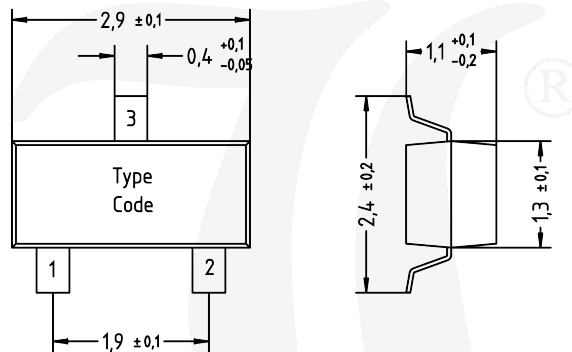 2,9 ±0,1
0,4 +0,1 -0,05
1,1 +0,1 -0,2
®
3
Type
Code
2,4 ±0,2
1,3 ±0,1
1
2
1,9 ±0,1